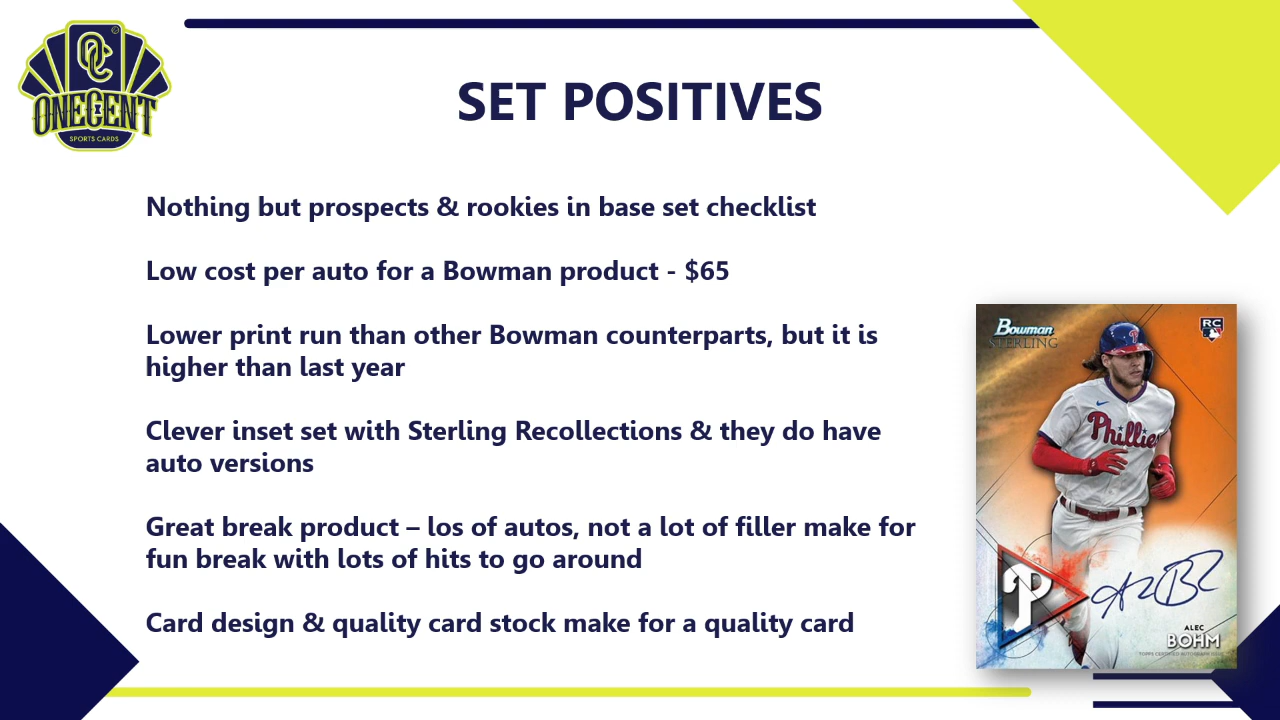 OC
ONECENT
SPORTS CARDS
SET POSITIVES
Nothing but prospects & rookies in base set checklist
Low cost per auto for a Bowman product - $65
Lower print run than other Bowman counterparts, but it is
higher than last year
Clever inset set with Sterling Recollections & they do have
auto versions
Great break product – los of autos, not a lot of filler make for
fun break with lots of hits to go around
Card design & quality card stock make for a quality card
Bowman
STERLING
RC
Phillies
P
ALEC
BOHM
TOPPS CERTIFIED AUTOGRAPH ISSUE